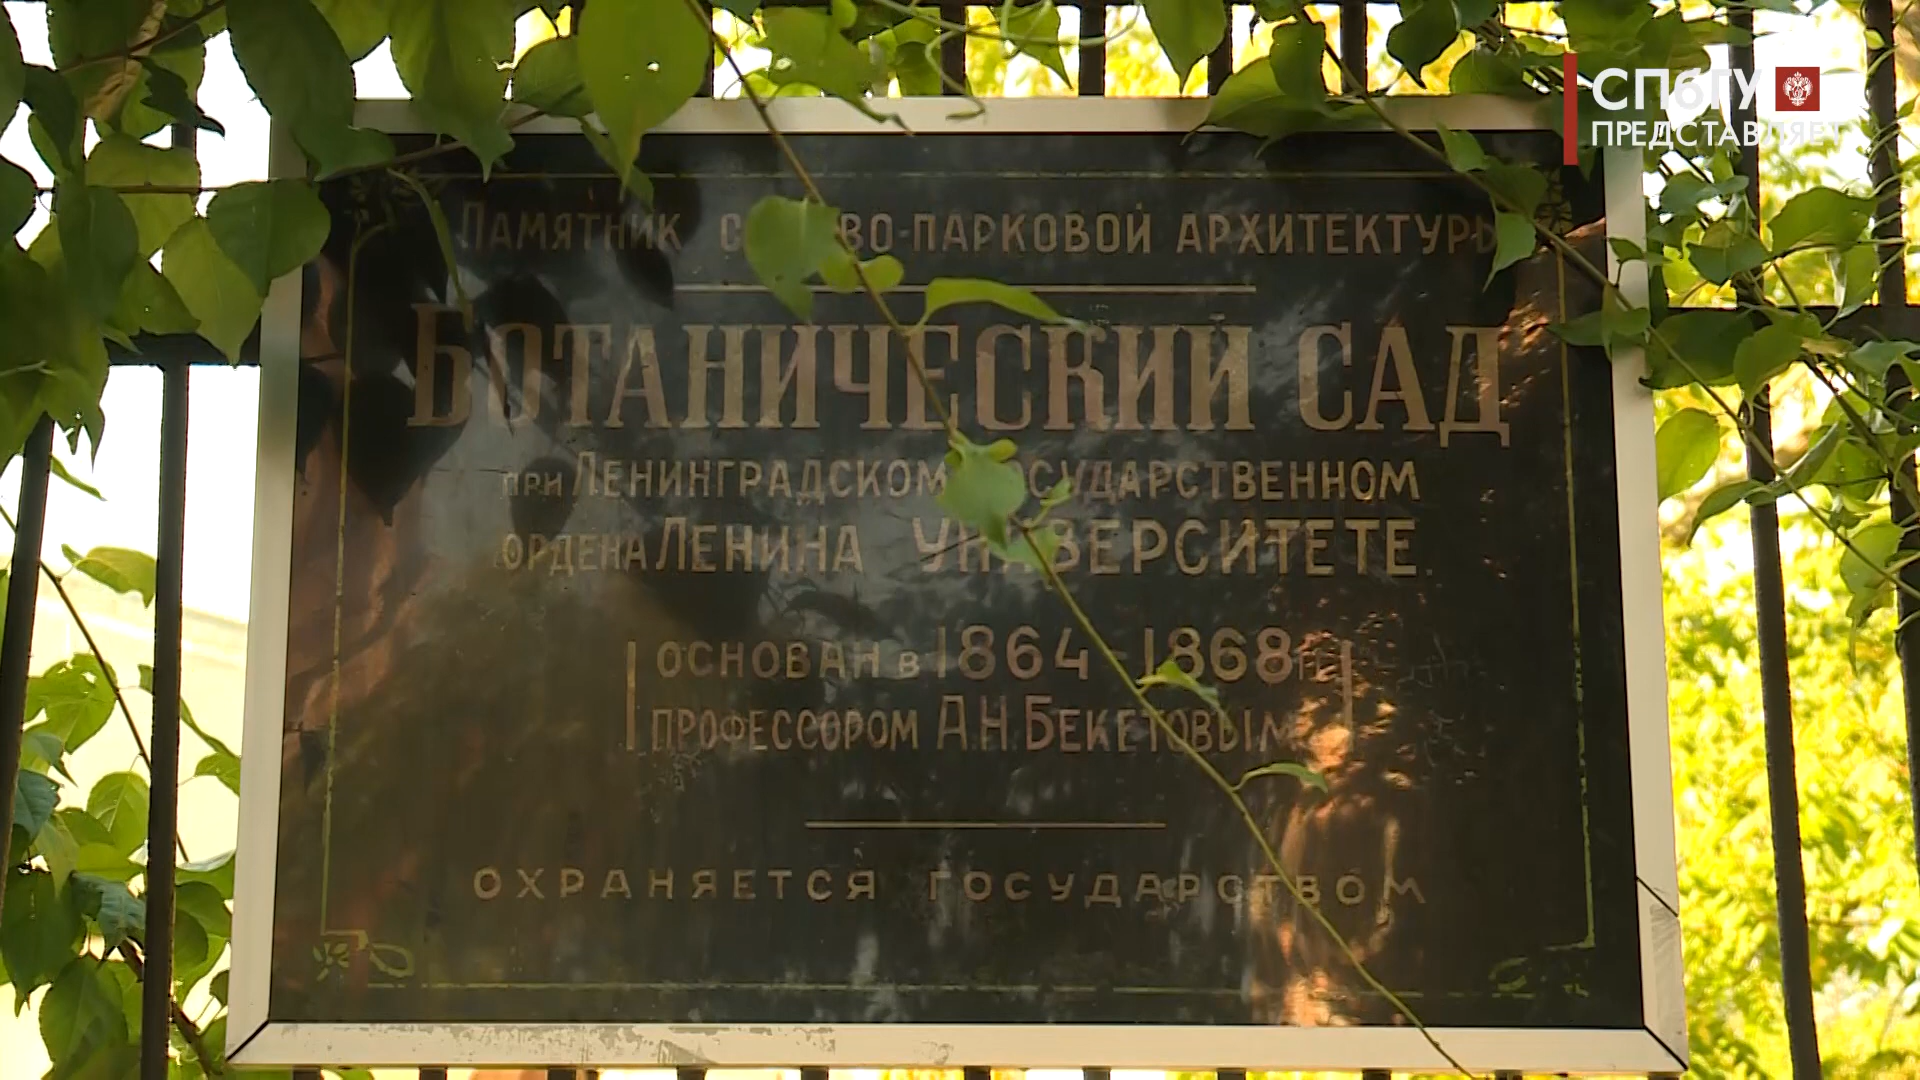 СПбГУ
ПРЕДСТАВЛЯЕТ
ПАМЯТНИК САДОВО-ПАРКОВОЙ АРХИТЕКТУРЫ
БОТАНИЧЕСКИЙ САД
ПРИ ЛЕНИНГРАДСКОМ ГОСУДАРСТВЕННОМ
ОРДЕНА ЛЕНИНА УНИВЕРСИТЕТЕ
ОСНОВАН В 1864-1868 гг.
ПРОФЕССОРОМ А.Н. БЕКЕТОВЫМ
ОХРАНЯЕТСЯ ГОСУДАРСТВОМ